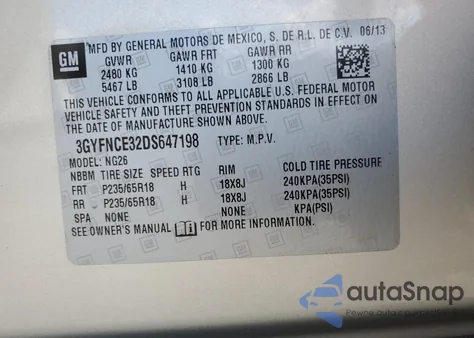 GM
MFD BY GENERAL MOTORS DE MEXICO, S. DE R.L. DE C.V. 06/13
GVWR GAWR FRT GAWR RR
2480 KG 1410 KG 1300 KG
5467 LB 3108 LB 2866 LB
THIS VEHICLE CONFORMS TO ALL APPLICABLE U.S. FEDERAL MOTOR
VEHICLE SAFETY AND THEFT PREVENTION STANDARDS IN EFFECT ON THE
DATE OF MANUFACTURE SHOWN ABOVE.
3GYFNCE32DS647198 TYPE: M.P.V.
MODEL: NG26
NBBM TIRE SIZE SPEED RTG RIM COLD TIRE PRESSURE
FRT P235/65R18 H 18X8J 240KPA(35PSI)
RR P235/65R18 H 18X8J 240KPA(35PSI)
SPA NONE NONE KPA(PSI)
SEE OWNER'S MANUAL FOR MORE INFORMATION
autoSnap
Pewne auto z